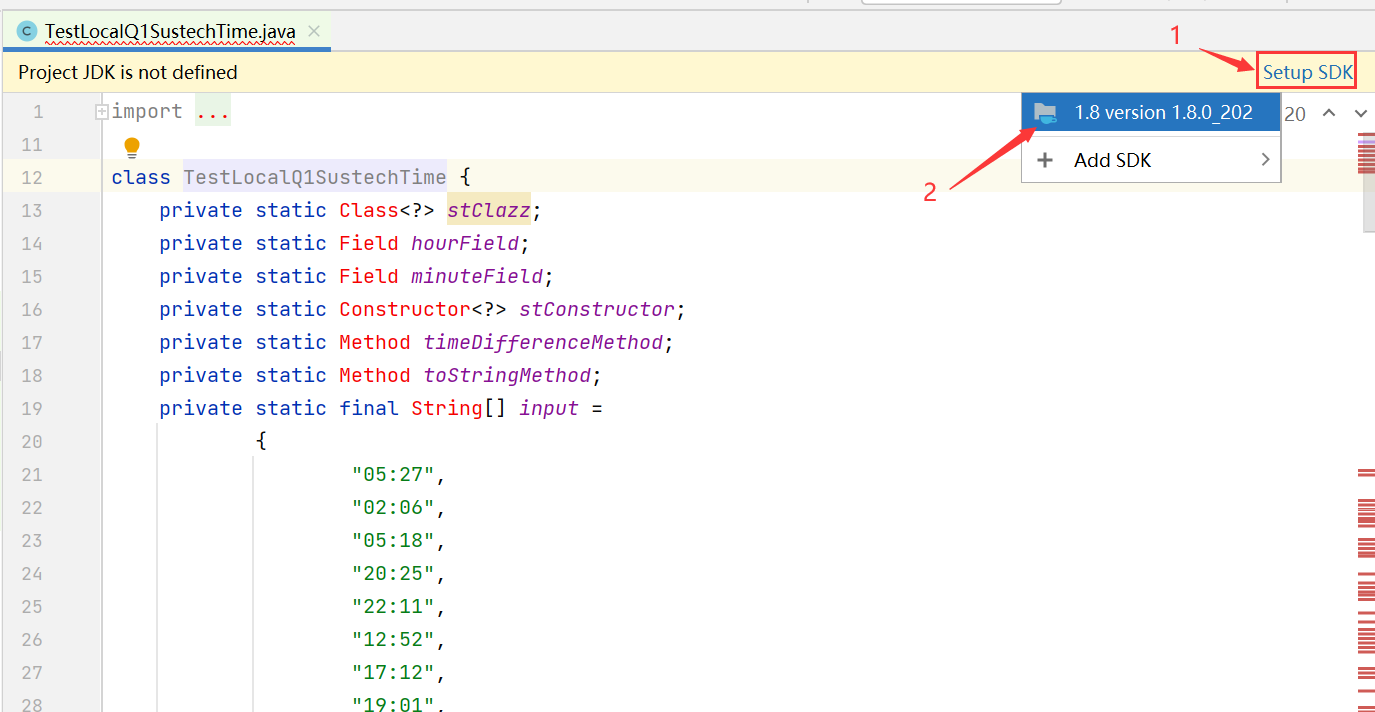 TestLocalQ1SustechTime.java
1
Project JDK is not defined Setup SDK
1 import ...
1.8 version 1.8.0_202 20
11
Add SDK
12 class TestLocalQ1SustechTime {
2
13 private static Class<?> stClazz;
14 private static Field hourField;
15 private static Field minuteField;
16 private static Constructor<?> stConstructor;
17 private static Method timeDifferenceMethod;
18 private static Method toStringMethod;
19 private static final String[] input =
20 {
21 "05:27",
22 "02:06",
23 "05:18",
24 "20:25",
25 "22:11",
26 "12:52",
27 "17:12",
28 "19:01",